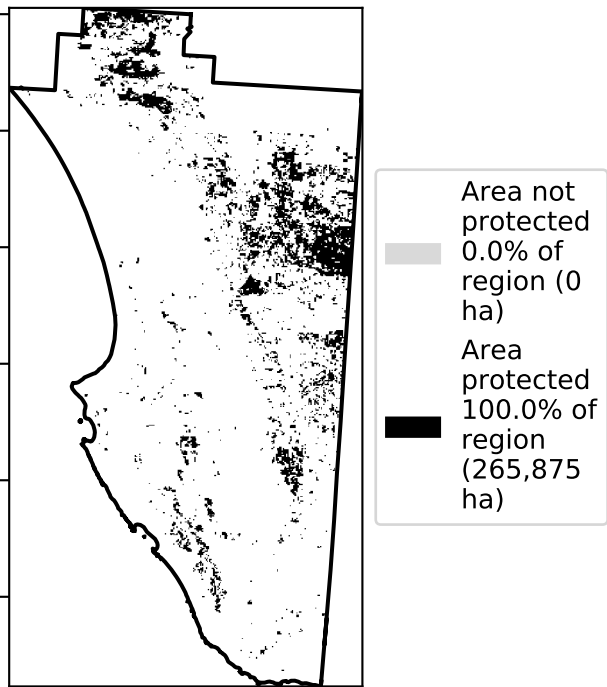 Area not
protected
0.0% of
region (0
ha)
Area
protected
100.0% of
region
(265,875
ha)